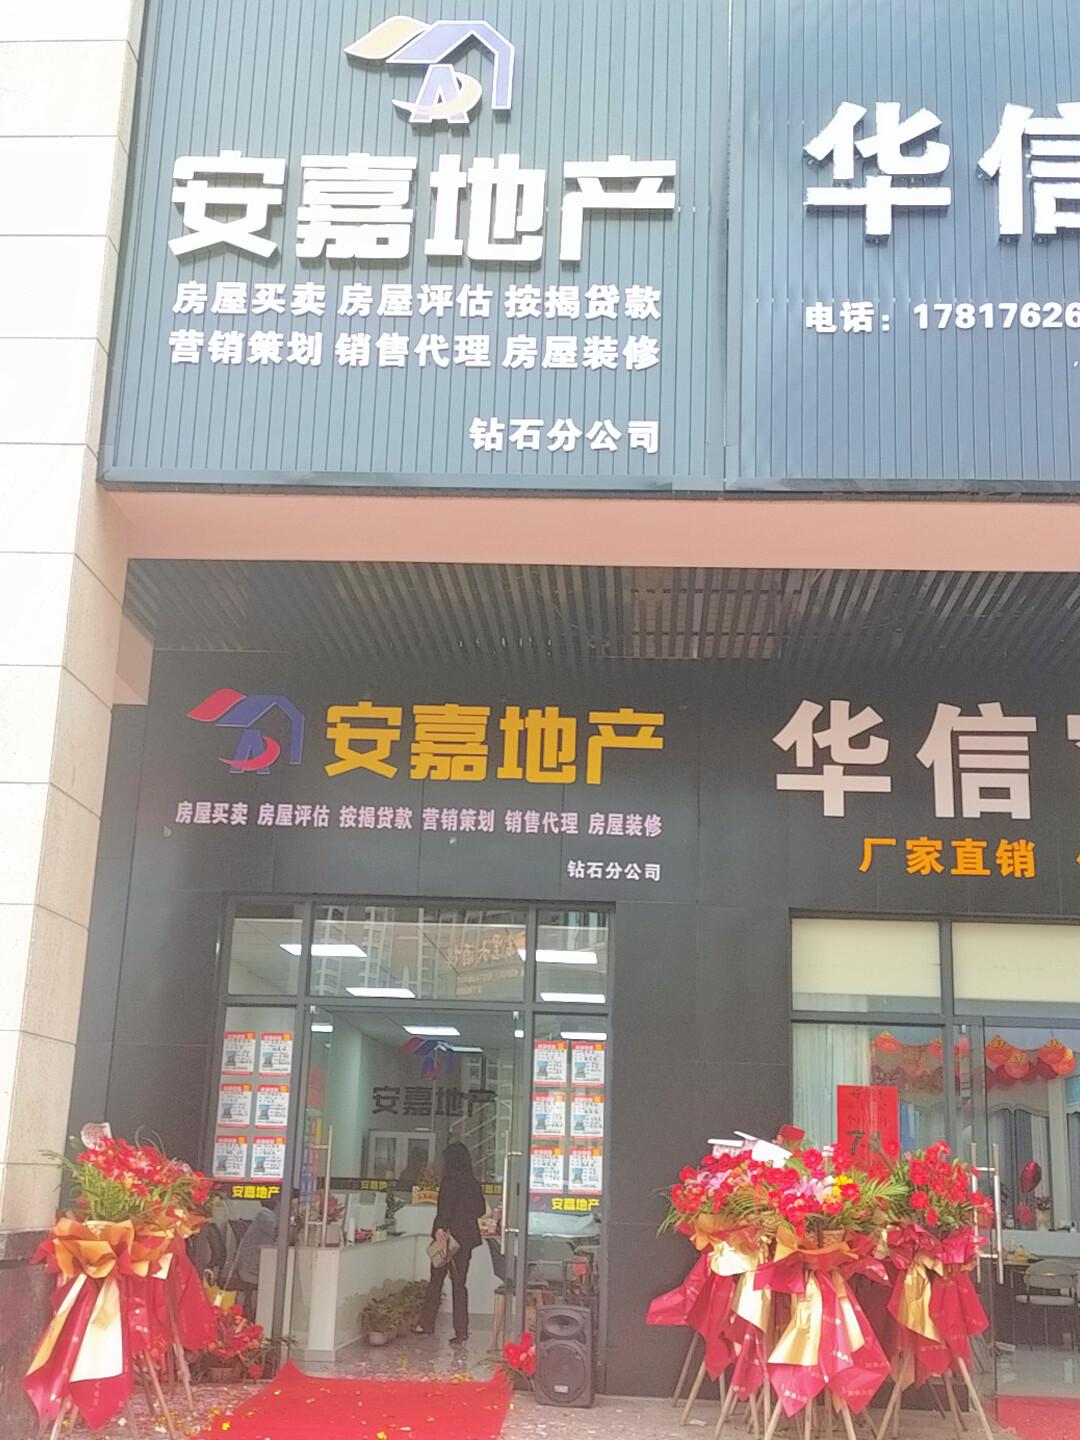 安嘉地产
房屋买卖 房屋评估 按揭贷款
营销策划 销售代理 房屋装修
钻石分公司
华信
电话：17817626
安嘉地产
房屋买卖 房屋评估 按揭贷款 营销策划 销售代理 房屋装修
钻石分公司
华信
厂家直销
安嘉地产
安嘉地产
安嘉地产